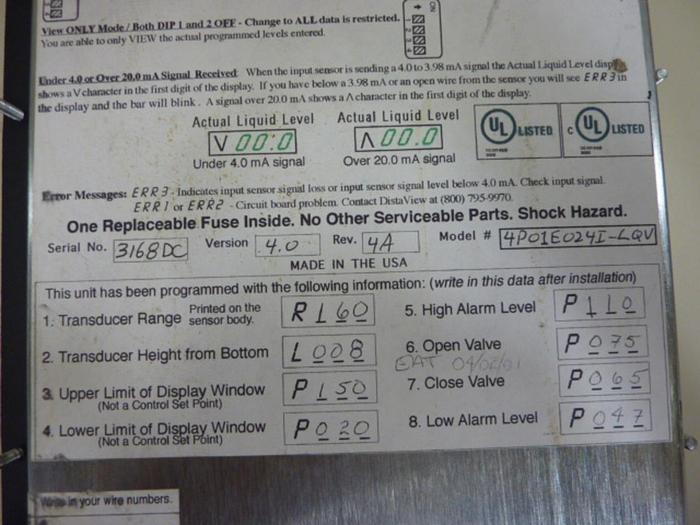 View ONLY Mode / Both DIP 1 and 2 OFF - Change to ALL data is restricted.
You are able to only VIEW the actual programmed levels entered.
Under 4.0 or Over 20.0 mA Signal Received: When the input sensor is sending a 4.0 to 3.98 mA signal the Actual Liquid Level
shows a V character in the first digit of the display. If you have below a 3.98 mA or an open wire from the sensor you will see ERR3 in
the display and the bar will blink. A signal over 20.0 mA shows a Λ character in the first digit of the display.
Actual Liquid Level Actual Liquid Level
V 00.0 Λ 00.0
Under 4.0 mA signal Over 20.0 mA signal
UL LISTED c UL LISTED
Error Messages: ERR3 - Indicates input sensor signal loss or input sensor signal level below 4.0 mA. Check input signal.
ERR1 or ERR2 - Circuit board problem. Contact DistaView at (800) 795-9970.
One Replaceable Fuse Inside. No Other Serviceable Parts. Shock Hazard.
Serial No. 3168DC Version 4.0 Rev. 4A Model # 4P01E024I-LQV
MADE IN THE USA
This unit has been programmed with the following information: (write in this data after installation)
1. Transducer Range Printed on the sensor body. R160
2. Transducer Height from Bottom L008
3. Upper Limit of Display Window P150
(Not a Control Set Point)
4. Lower Limit of Display Window P020
(Not a Control Set Point)
5. High Alarm Level P110
6. Open Valve P075
EAT 04/02/01
7. Close Valve P065
8. Low Alarm Level P047
Write in your wire numbers.